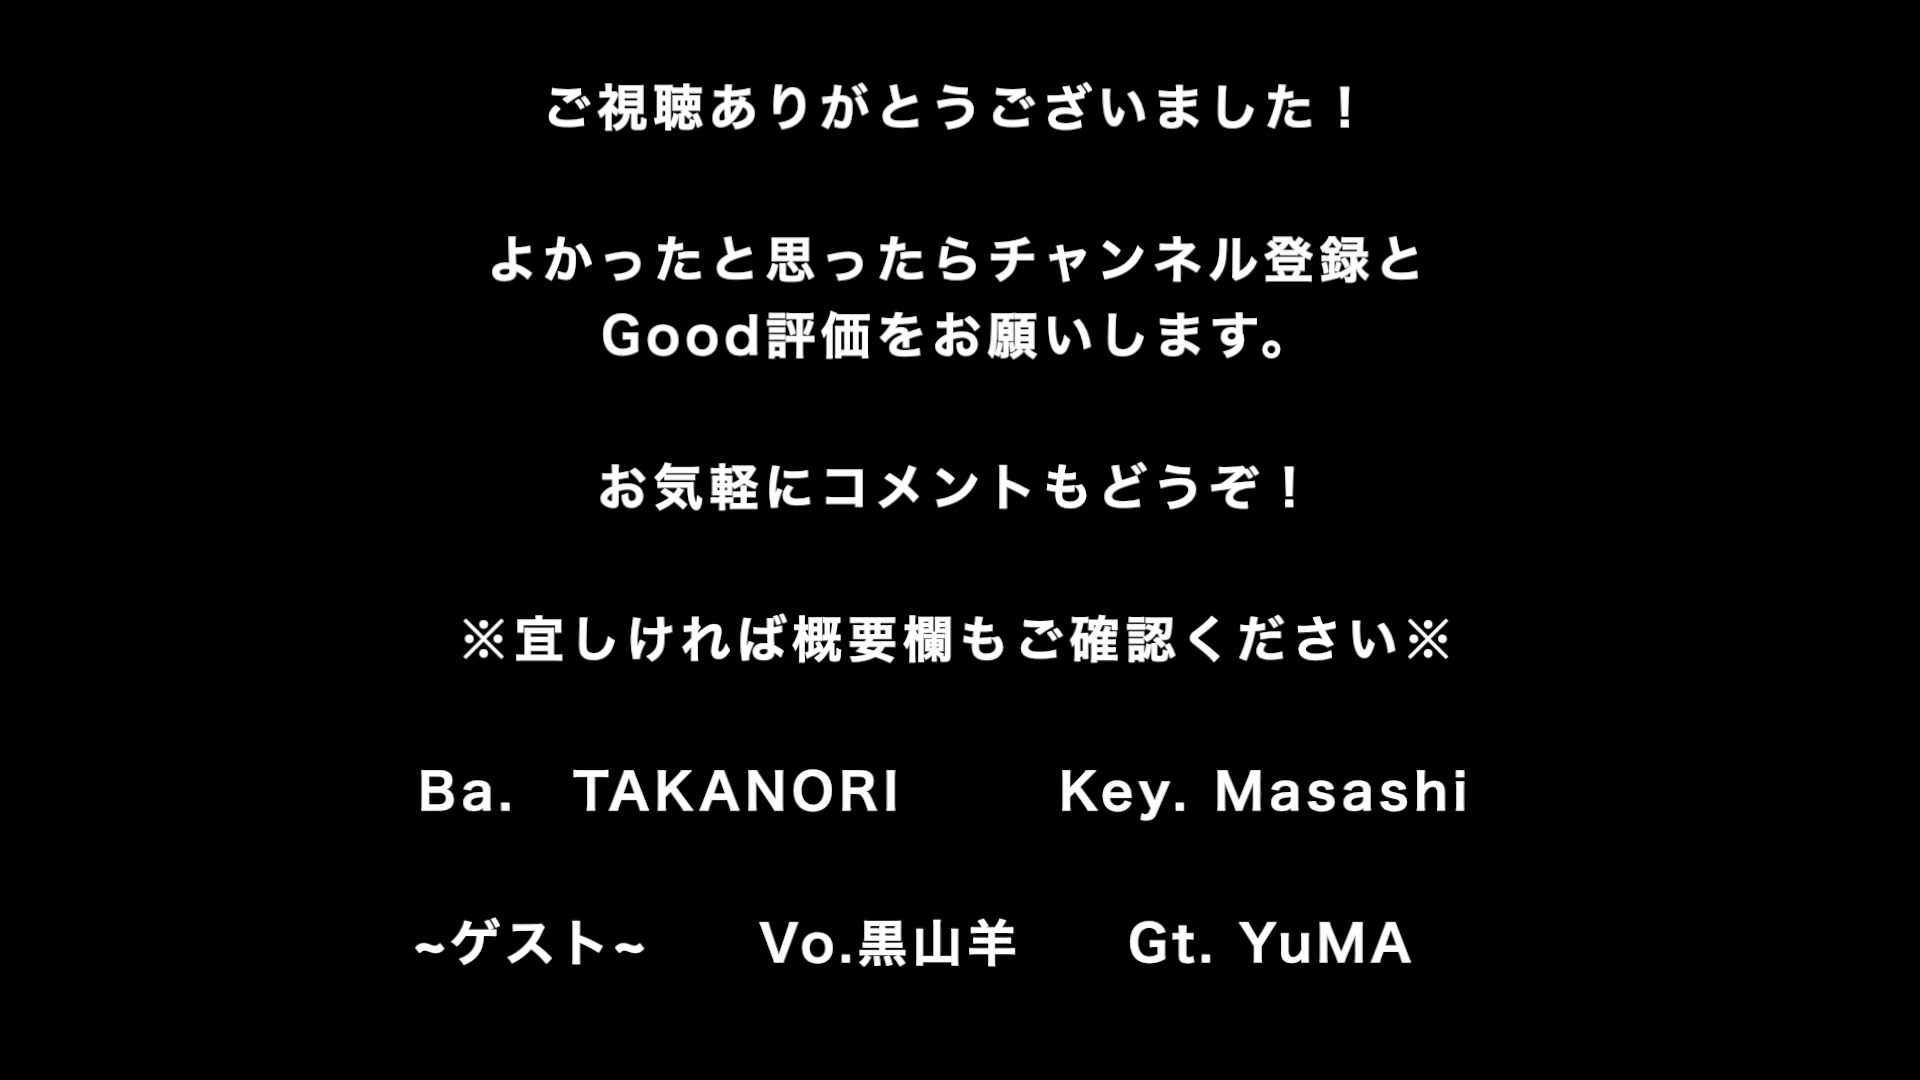 ご視聴ありがとうございました！
よかったと思ったらチャンネル登録と
Good評価をお願いします。
お気軽にコメントもどうぞ！
※宜しければ概要欄もご確認ください※
Ba.　TAKANORI　　　Key. Masashi
~ゲスト~　　Vo.黒山羊　　Gt. YuMA